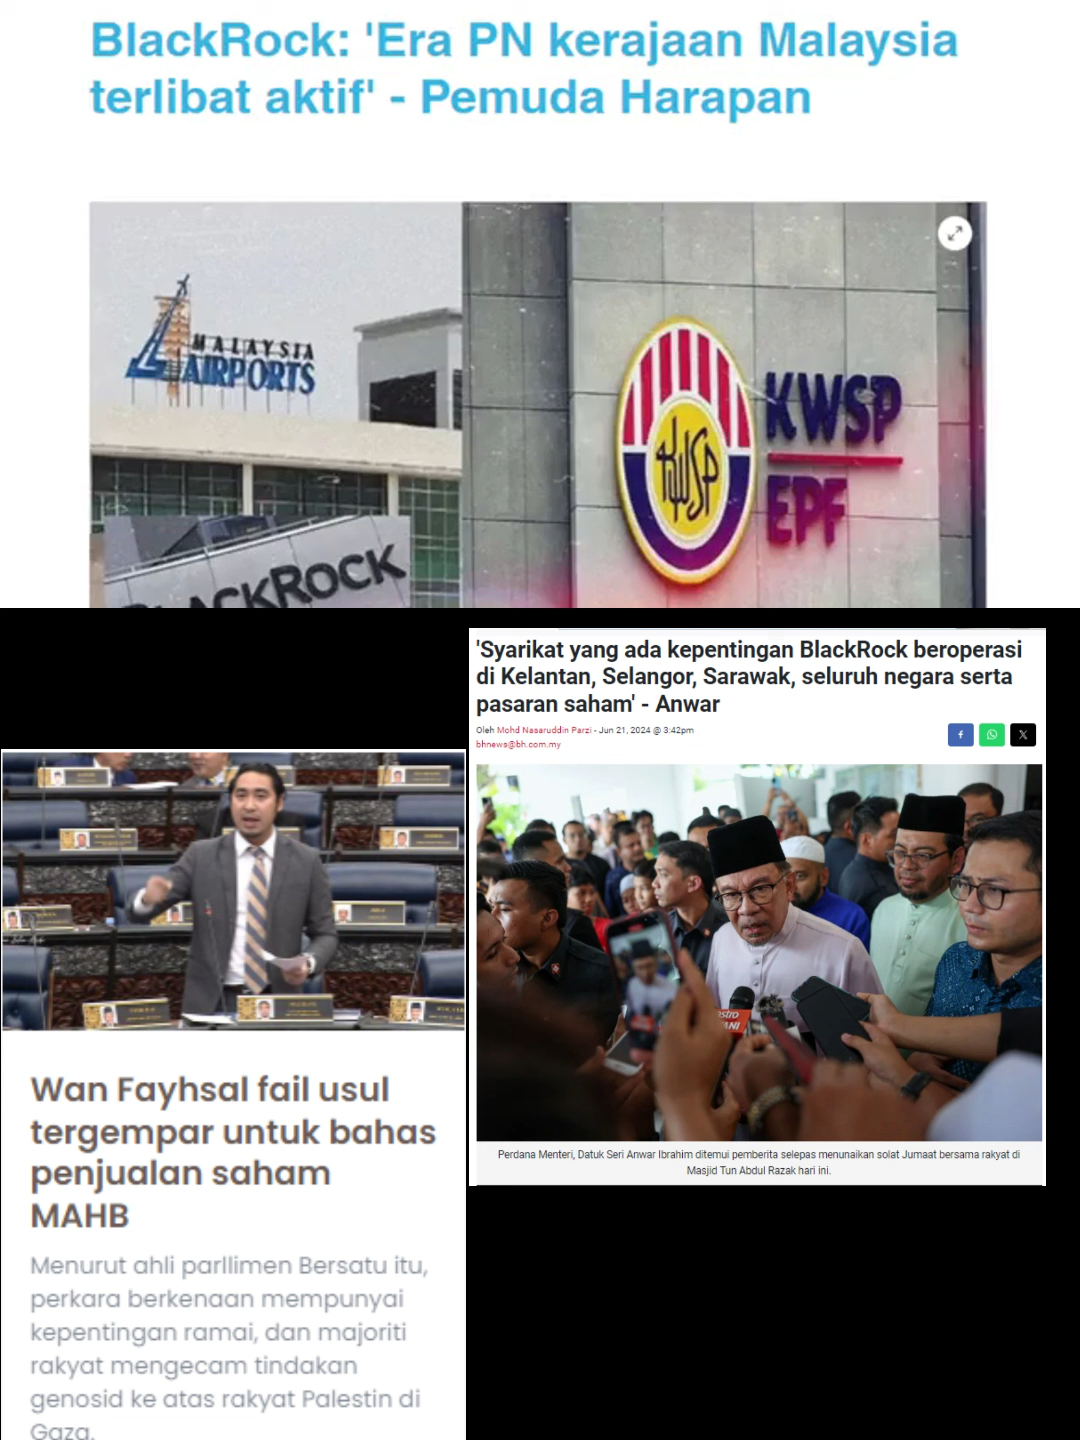 BlackRock: 'Era PN kerajaan Malaysia
terlibat aktif' - Pemuda Harapan
MALAYSIA
AIRPORTS
BLACKROCK
KWSP
KWSP
EPF
'Syarikat yang ada kepentingan BlackRock beroperasi
di Kelantan, Selangor, Sarawak, seluruh negara serta
pasaran saham' - Anwar
Oleh Mohd Nasaruddin Parzi - Jun 21, 2024 @ 3:42pm
bhnews@bh.com.my
astro
ANI
Perdana Menteri, Datuk Seri Anwar Ibrahim ditemui pemberita selepas menunaikan solat Jumaat bersama rakyat di
Masjid Tun Abdul Razak hari ini.
Wan Fayhsal fail usul
tergempar untuk bahas
penjualan saham
MAHB
Menurut ahli parllimen Bersatu itu,
perkara berkenaan mempunyai
kepentingan ramai, dan majoriti
rakyat mengecam tindakan
genosid ke atas rakyat Palestin di
Gaza.